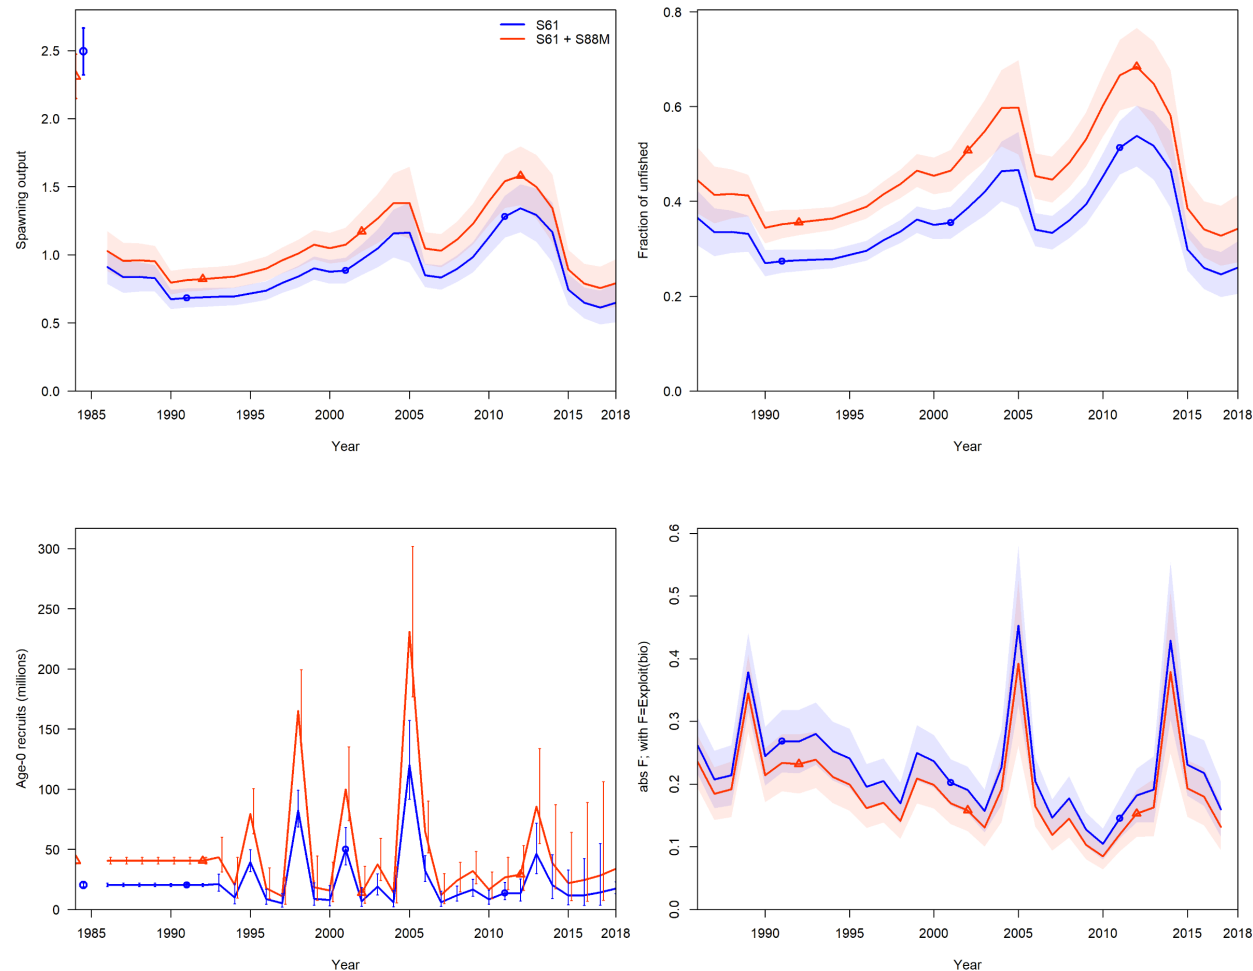 S61
S61 + S88M
Spawning output
0.0
0.5
1.0
1.5
2.0
2.5
1985 1990 1995 2000 2005 2010 2015 2018
Year
Fraction of unfished
0.0
0.2
0.4
0.6
0.8
1990 1995 2000 2005 2010 2015 2018
Year
Age-0 recruits (millions)
0
50
100
150
200
250
300
1985 1990 1995 2000 2005 2010 2015 2018
Year
abs F; with F=Exploit(bio)
0.0
0.1
0.2
0.3
0.4
0.5
0.6
1990 1995 2000 2005 2010 2015 2018
Year